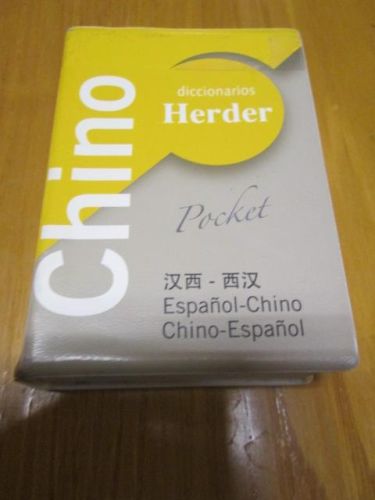 Chino
diccionarios
Herder
Pocket
汉西 - 西汉
Español-Chino
Chino-Español